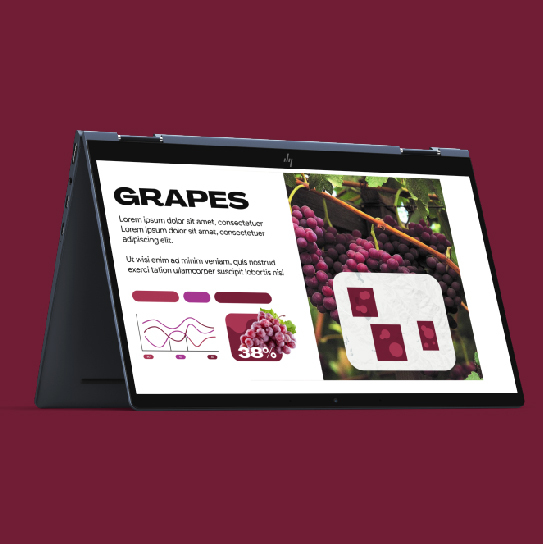 hp
GRAPES
Lorem ipsum dolor sit amet, consectetuer
Lorem ipsum dolor sit amet, consectetuer
adipiscing elit.
Ut wisi enim ad minim veniam, quis nostrud
exerci tation ullamcorper suscipit lobortis nisl
38%